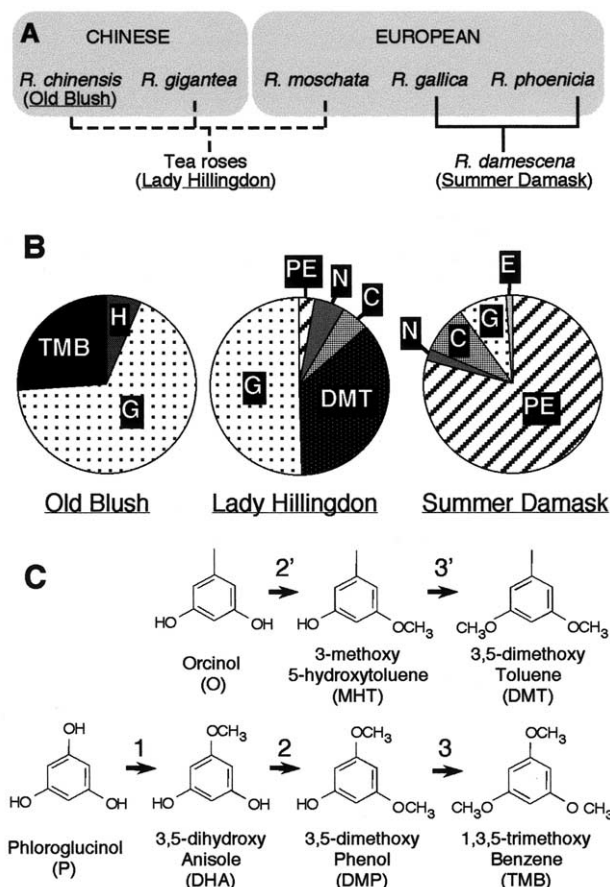 A
CHINESE EUROPEAN
R. chinensis R. gigantea R. moschata R. gallica R. phoenicia
(Old Blush)
Tea roses R. damescena
(Lady Hillingdon) (Summer Damask)
B
TMB H G
PE N C G DMT
E N C G PE
Old Blush Lady Hillingdon Summer Damask
C
2' 3'
HO OH HO OCH3 CH3O OCH3
Orcinol 3-methoxy 3,5-dimethoxy
(O) 5-hydroxytoluene Toluene
(MHT) (DMT)
OH OCH3 OCH3 OCH3
1 2 3
HO OH HO OH HO OCH3 CH3O O CH3
Phloroglucinol 3,5-dihydroxy 3,5-dimethoxy 1,3,5-trimethoxy
(P) Anisole Phenol Benzene
(DHA) (DMP) (TMB)